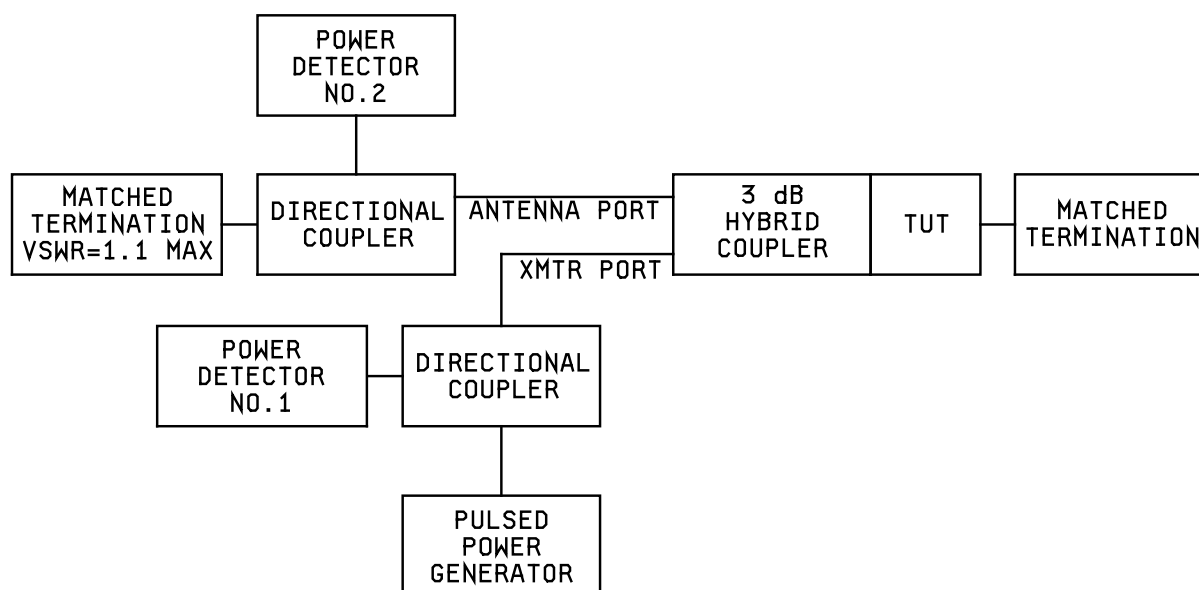 POWER
DETECTOR
NO.2
MATCHED
TERMINATION
VSWR=1.1 MAX
DIRECTIONAL
COUPLER
ANTENNA PORT
XMTR PORT
3 dB
HYBRID
COUPLER
TUT
MATCHED
TERMINATION
POWER
DETECTOR
NO.1
DIRECTIONAL
COUPLER
PULSED
POWER
GENERATOR